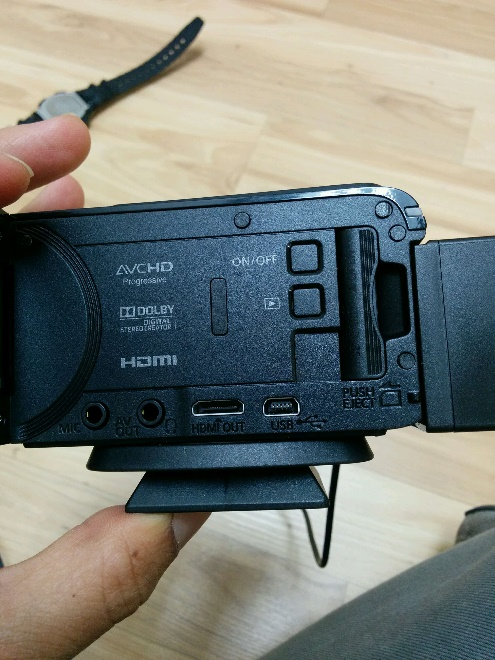 ON/OFF
AVCHD
Progressive
DOLBY
DIGITAL
STEREO CREATOR
HDMI
MIC
AV
OUT
HDMI OUT
USB
PUSH
EJECT